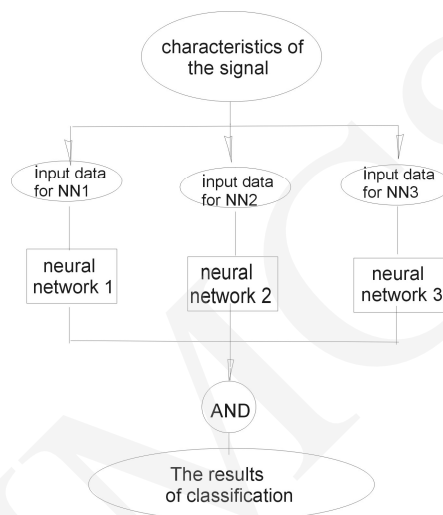 characteristics of
the signal
input data
for NN1
input data
for NN2
input data
for NN3
neural
network 1
neural
network 2
neural
network 3
AND
The results
of classification